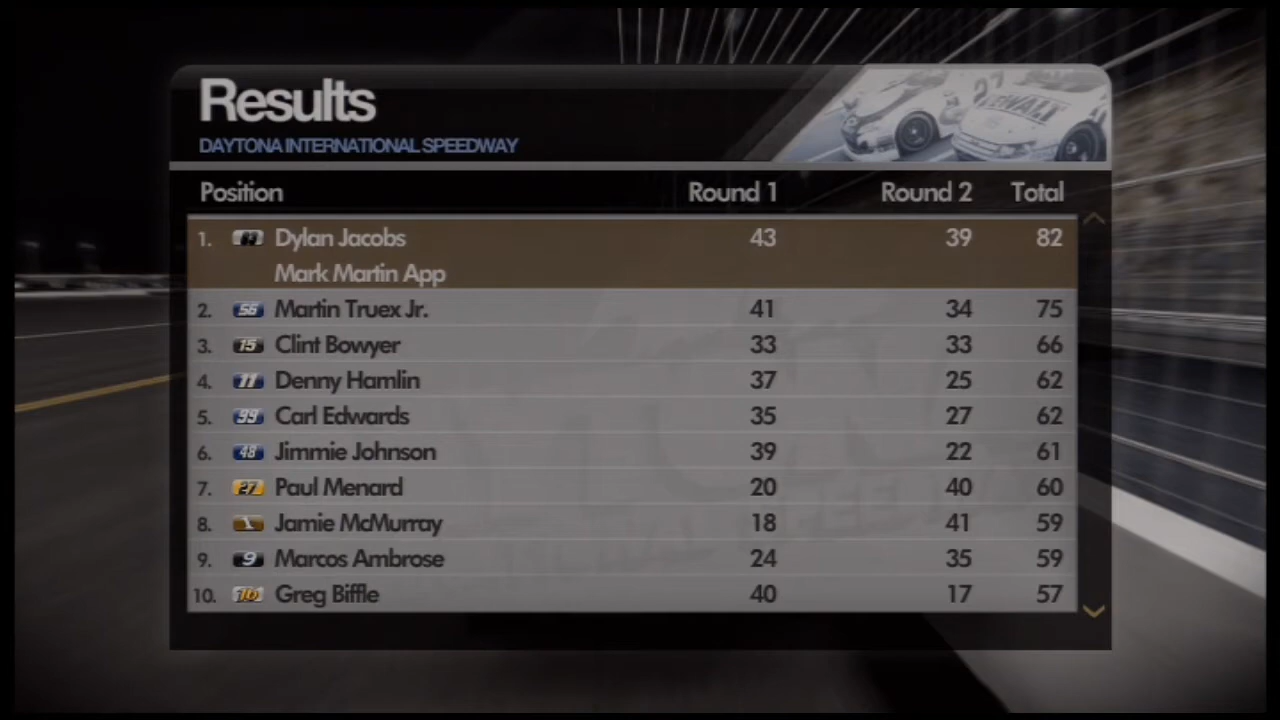 Results
DAYTONA INTERNATIONAL SPEEDWAY
DEWALT
Position Round 1 Round 2 Total
1. Dylan Jacobs 43 39 82
Mark Martin App
2. 56 Martin Truex Jr. 41 34 75
3. 15 Clint Bowyer 33 33 66
4. 11 Denny Hamlin 37 25 62
5. 99 Carl Edwards 35 27 62
6. 48 Jimmie Johnson 39 22 61
7. 27 Paul Menard 20 40 60
8. 1 Jamie McMurray 18 41 59
9. 9 Marcos Ambrose 24 35 59
10. 16 Greg Biffle 40 17 57